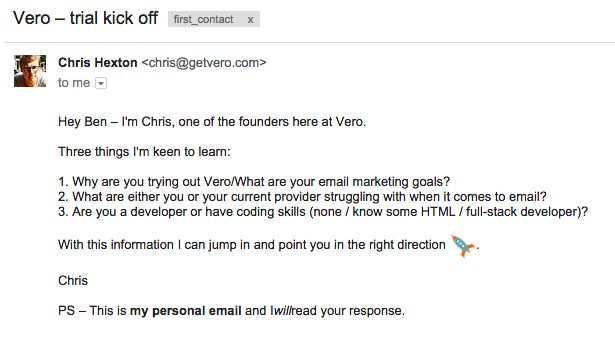 Vero – trial kick off first_contact x
Chris Hexton <chris@getvero.com>
to me
Hey Ben – I'm Chris, one of the founders here at Vero.
Three things I'm keen to learn:
1. Why are you trying out Vero/What are your email marketing goals?
2. What are either you or your current provider struggling with when it comes to email?
3. Are you a developer or have coding skills (none / know some HTML / full-stack developer)?
With this information I can jump in and point you in the right direction 🚀.
Chris
PS – This is my personal email and Iwillread your response.